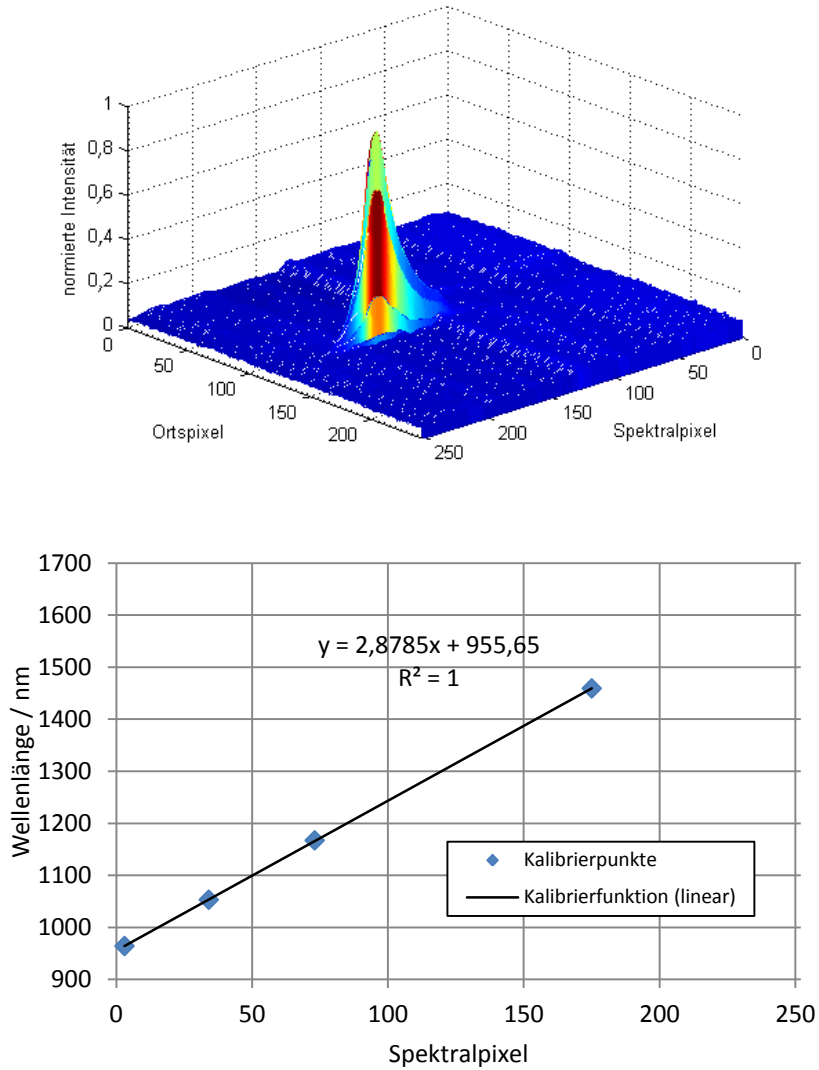 1
0,8
0,6
0,4
0,2
0
normierte Intensität
0
50
100
150
200
Ortspixel
250
200
150
100
50
0
Spektralpixel
1700
1600
1500
1400
1300
1200
1100
1000
900
Wellenlänge / nm
y = 2,8785x + 955,65
R² = 1
Kalibrierpunkte
Kalibrierfunktion (linear)
0 50 100 150 200 250
Spektralpixel